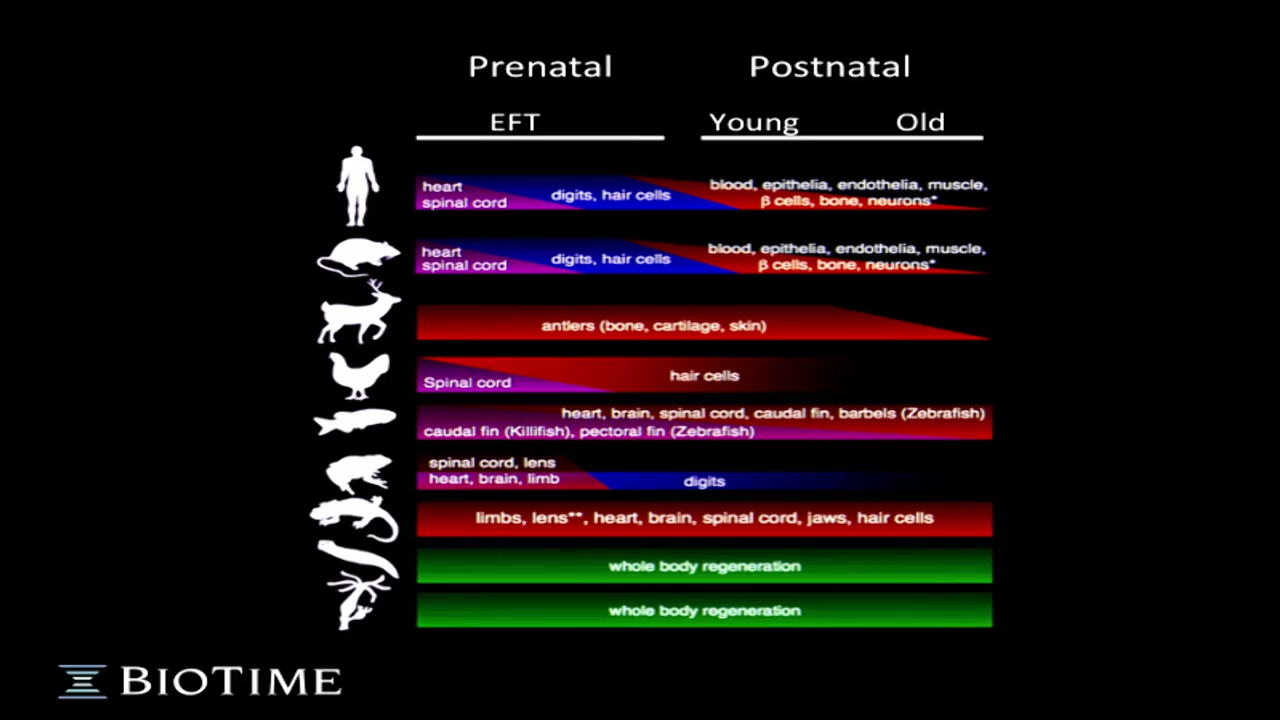 Prenatal Postnatal
EFT Young Old
heart
spinal cord
digits, hair cells
blood, epithelia, endothelia, muscle,
β cells, bone, neurons*
heart
spinal cord
digits, hair cells
blood, epithelia, endothelia, muscle,
β cells, bone, neurons*
antlers (bone, cartilage, skin)
Spinal cord
hair cells
heart, brain, spinal cord, caudal fin, barbels (Zebrafish)
caudal fin (Killifish), pectoral fin (Zebrafish)
spinal cord, lens
heart, brain, limb
digits
limbs, lens**, heart, brain, spinal cord, jaws, hair cells
whole body regeneration
whole body regeneration
BIOTIME